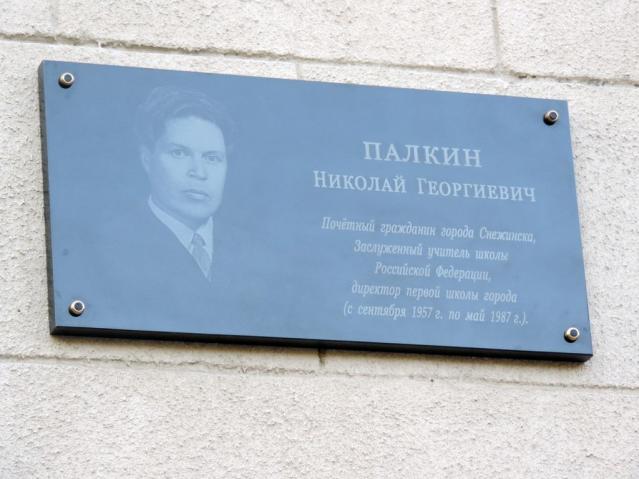 ПАЛКИН
НИКОЛАЙ ГЕОРГИЕВИЧ
Почётный гражданин города Снежинска,
Заслуженный учитель школы
Российской Федерации,
директор первой школы города
(с сентября 1957 г. по май 1987 г.).